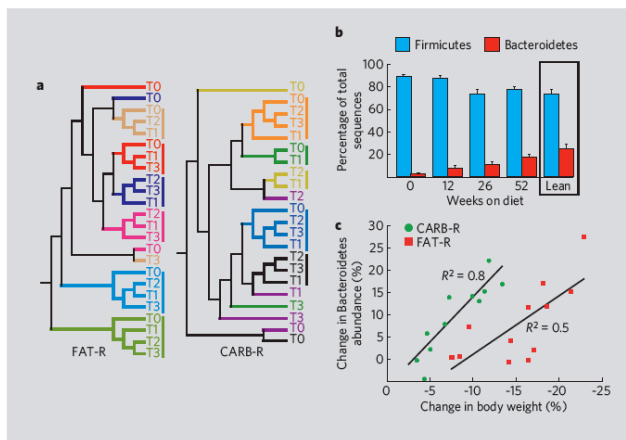 a
T0
T0
T0
T2
T1
T0
T1
T3
T2
T3
T1
T2
T1
T3
T0
T3
T0
T2
T1
T3
T0
T1
T2
T3
FAT-R
T0
T0
T2
T3
T1
T0
T1
T2
T1
T2
T0
T2
T3
T1
T2
T3
T1
T1
T3
T3
T0
T0
CARB-R
b
Firmicutes Bacteroidetes
Percentage of total
sequences
100
80
60
40
20
0 12 26 52 Lean
Weeks on diet
c
CARB-R
FAT-R
Change in Bacteroidetes
abundance (%)
30
25
20
15
10
5
0
R² = 0.8
R² = 0.5
0 -5 -10 -15 -20 -25
Change in body weight (%)